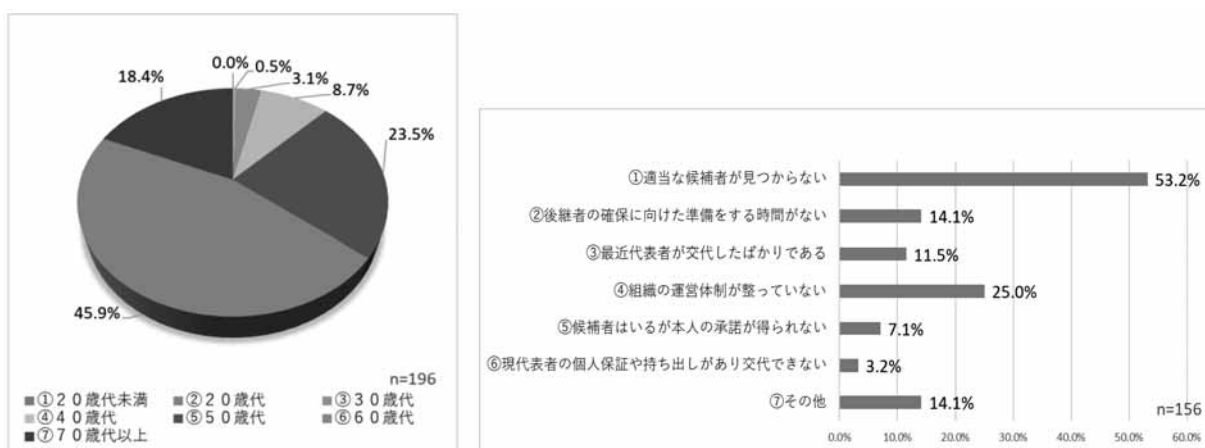 0.0%
0.5%
3.1%
8.7%
23.5%
45.9%
18.4%
n=196
①２０歳代未満 ②２０歳代 ③３０歳代
④４０歳代 ⑤５０歳代 ⑥６０歳代
⑦７０歳代以上
①適当な候補者が見つからない 53.2%
②後継者の確保に向けた準備をする時間がない 14.1%
③最近代表者が交代したばかりである 11.5%
④組織の運営体制が整っていない 25.0%
⑤候補者はいるが本人の承諾が得られない 7.1%
⑥現代表者の個人保証や持ち出しがあり交代できない 3.2%
⑦その他 14.1%
n=156
0.0% 10.0% 20.0% 30.0% 40.0% 50.0% 60.0%